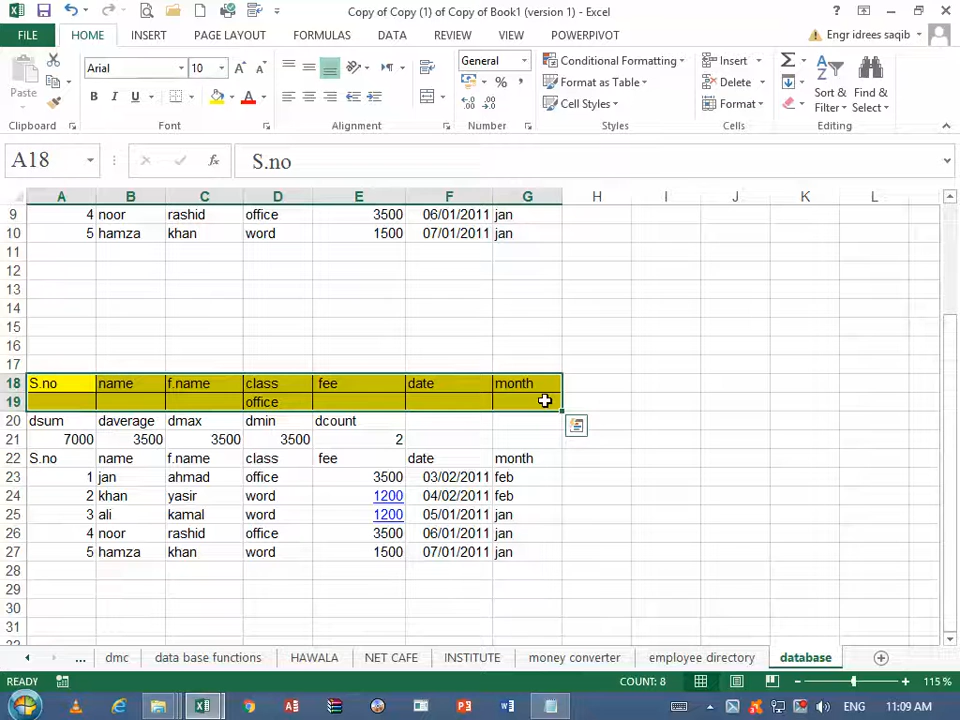 Copy of Copy (1) of Copy of Book1 (version 1) - Excel
FILE HOME INSERT PAGE LAYOUT FORMULAS DATA REVIEW VIEW POWERPIVOT Engr idrees saqib
Paste Arial 10 General Conditional Formatting Insert
B I U A % Format as Table Delete Sort & Filter Find & Select
Cell Styles Format
Clipboard Font Alignment Number Styles Cells Editing
A18 fx S.no
A B C D E F G H I J K L
9 4 noor rashid office 3500 06/01/2011 jan
10 5 hamza khan word 1500 07/01/2011 jan
11
12
13
14
15
16
17
18 S.no name f.name class fee date month
19 office
20 dsum daverage dmax dmin dcount
21 7000 3500 3500 3500 2
22 S.no name f.name class fee date month
23 1 jan ahmad office 3500 03/02/2011 feb
24 2 khan yasir word 1200 04/02/2011 feb
25 3 ali kamal word 1200 05/01/2011 jan
26 4 noor rashid office 3500 06/01/2011 jan
27 5 hamza khan word 1500 07/01/2011 jan
28
29
30
31
... dmc data base functions HAWALA NET CAFE INSTITUTE money converter employee directory database
READY COUNT: 8 115%
ENG 11:09 AM